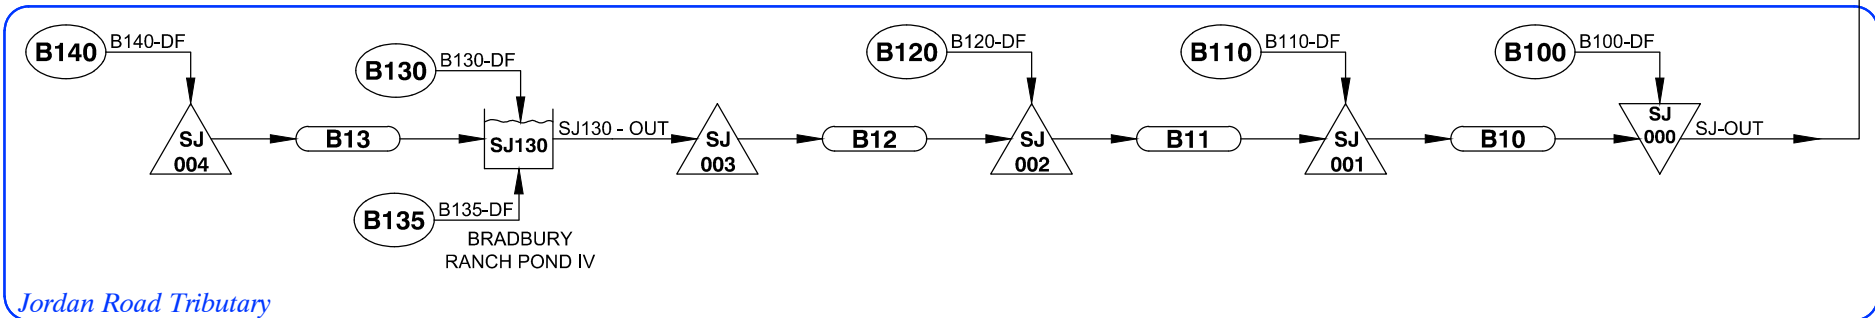 B140
B140-DF
B130
B130-DF
B120
B120-DF
B110
B110-DF
B100
B100-DF
SJ
004
B13
SJ130
SJ130 - OUT
SJ
003
B12
SJ
002
B11
SJ
001
B10
SJ
000
SJ-OUT
B135
B135-DF
BRADBURY
RANCH POND IV
Jordan Road Tributary